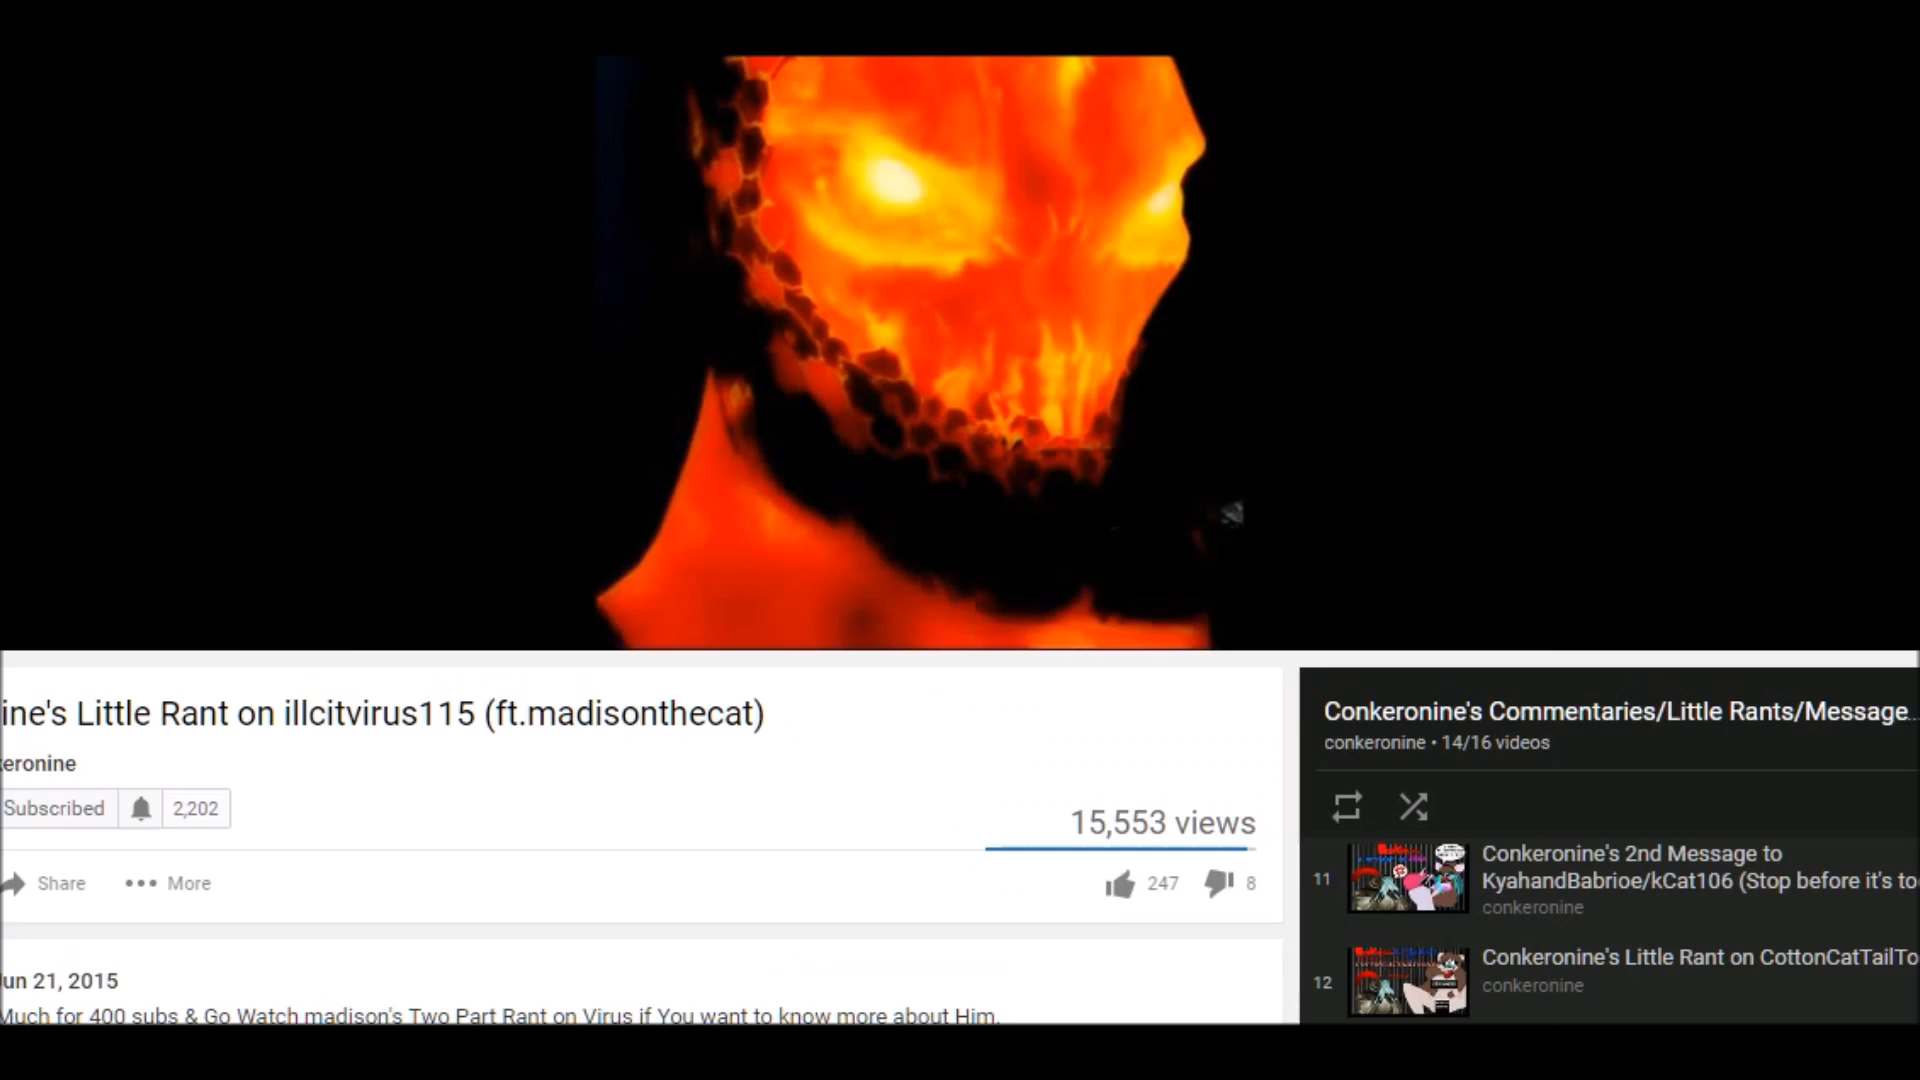 ine's Little Rant on illcitvirus115 (ft.madisonthecat)
keronine
Subscribed 2,202
15,553 views
Share ••• More
247 8
Jun 21, 2015
Much for 400 subs & Go Watch madison's Two Part Rant on Virus if You want to know more about Him.
Conkeronine's Commentaries/Little Rants/Message...
conkeronine • 14/16 videos
11
Conkeronine's 2nd Message to
KyahandBabrioe/kCat106 (Stop before it's to
conkeronine
12
Conkeronine's Little Rant on CottonCatTailTo
conkeronine